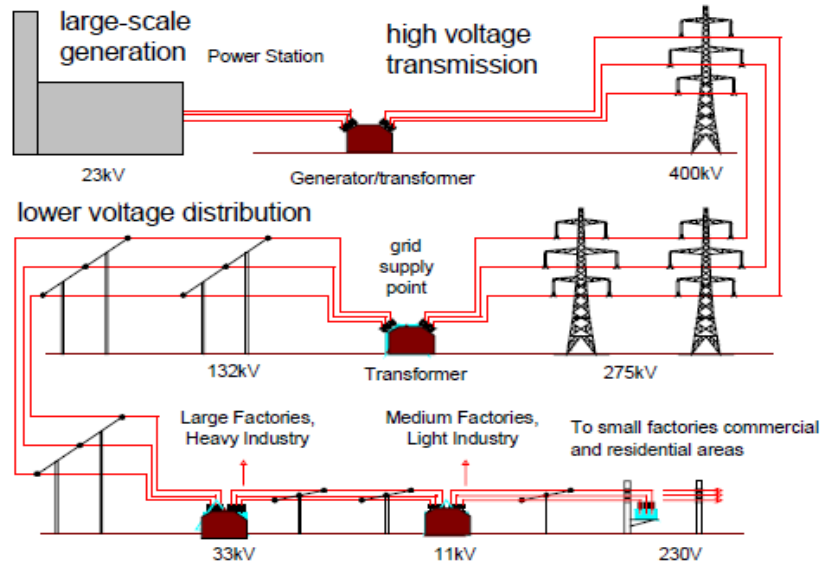 large-scale
generation
Power Station
high voltage
transmission
23kV
Generator/transformer
400kV
lower voltage distribution
grid
supply
point
132kV
Transformer
275kV
Large Factories,
Heavy Industry
Medium Factories,
Light Industry
To small factories commercial
and residential areas
33kV
11kV
230V